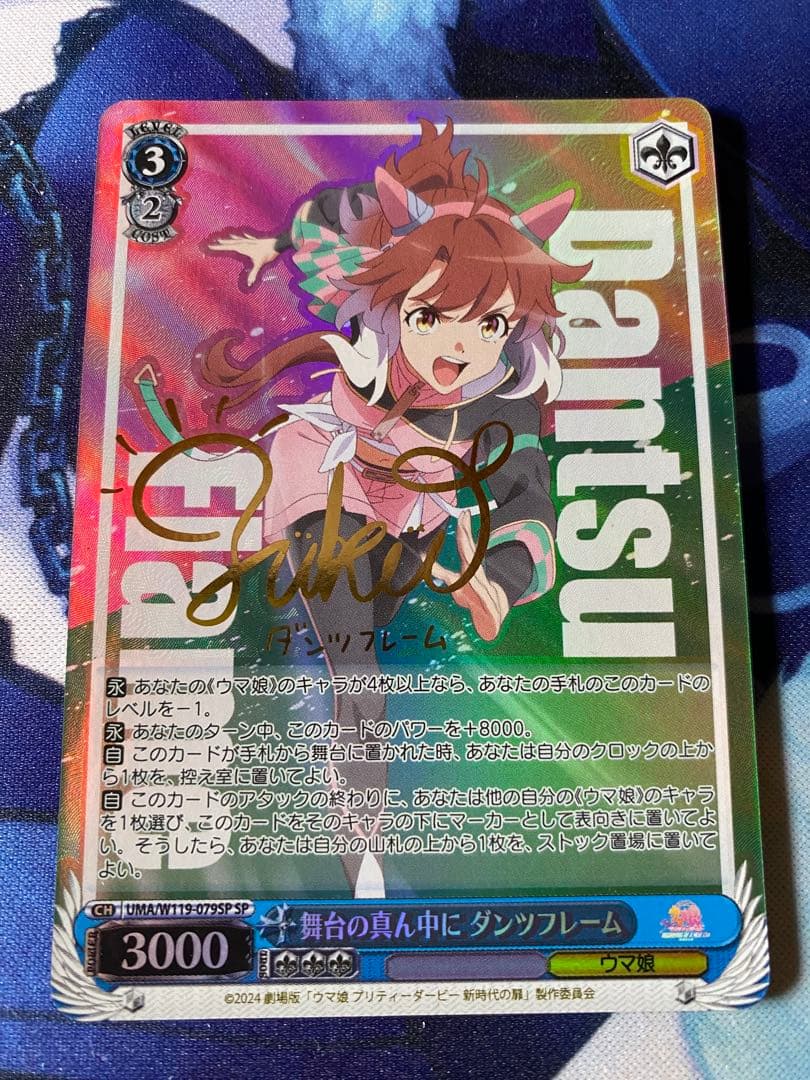 LEVEL
3
2
COST
Dantsu
Flame
ダンツフレーム
永 あなたの《ウマ娘》のキャラが4枚以上なら、あなたの手札のこのカードの
レベルを－1。
永 あなたのターン中、このカードのパワーを＋8000。
自 このカードが手札から舞台に置かれた時、あなたは自分のクロックの上か
ら1枚を、控え室に置いてよい。
自 このカードのアタックの終わりに、あなたは他の自分の《ウマ娘》のキャラ
を1枚選び、このカードをそのキャラの下にマーカーとして表向きに置いてよ
い。そうしたら、あなたは自分の山札の上から1枚を、ストック置場に置いて
よい。
CH UMA/W119-079SP SP
POWER 3000
SOUL
舞台の真ん中に ダンツフレーム
ウマ娘
©2024 劇場版「ウマ娘 プリティーダービー 新時代の扉」製作委員会